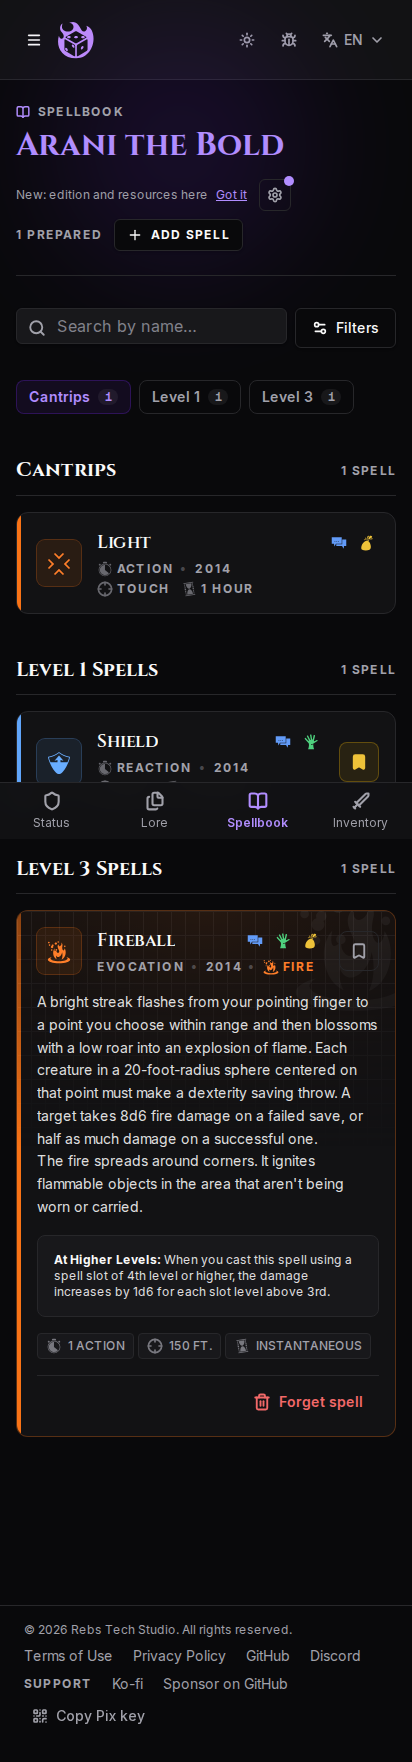 EN
SPELLBOOK
Arani the Bold
New: edition and resources here Got it
1 PREPARED
ADD SPELL
Search by name...
Filters
Cantrips 1
Level 1 1
Level 3 1
Cantrips
1 SPELL
Light
ACTION • 2014
TOUCH 1 HOUR
Level 1 Spells
1 SPELL
Shield
REACTION • 2014
Status
Lore
Spellbook
Inventory
Level 3 Spells
1 SPELL
Fireball
EVOCATION • 2014 • FIRE
A bright streak flashes from your pointing finger to
a point you choose within range and then blossoms
with a low roar into an explosion of flame. Each
creature in a 20-foot-radius sphere centered on
that point must make a dexterity saving throw. A
target takes 8d6 fire damage on a failed save, or
half as much damage on a successful one.
The fire spreads around corners. It ignites
flammable objects in the area that aren't being
worn or carried.
At Higher Levels: When you cast this spell using a
spell slot of 4th level or higher, the damage
increases by 1d6 for each slot level above 3rd.
1 ACTION
150 FT.
INSTANTANEOUS
Forget spell
© 2026 Rebs Tech Studio. All rights reserved.
Terms of Use Privacy Policy GitHub Discord
SUPPORT Ko-fi Sponsor on GitHub
Copy Pix key